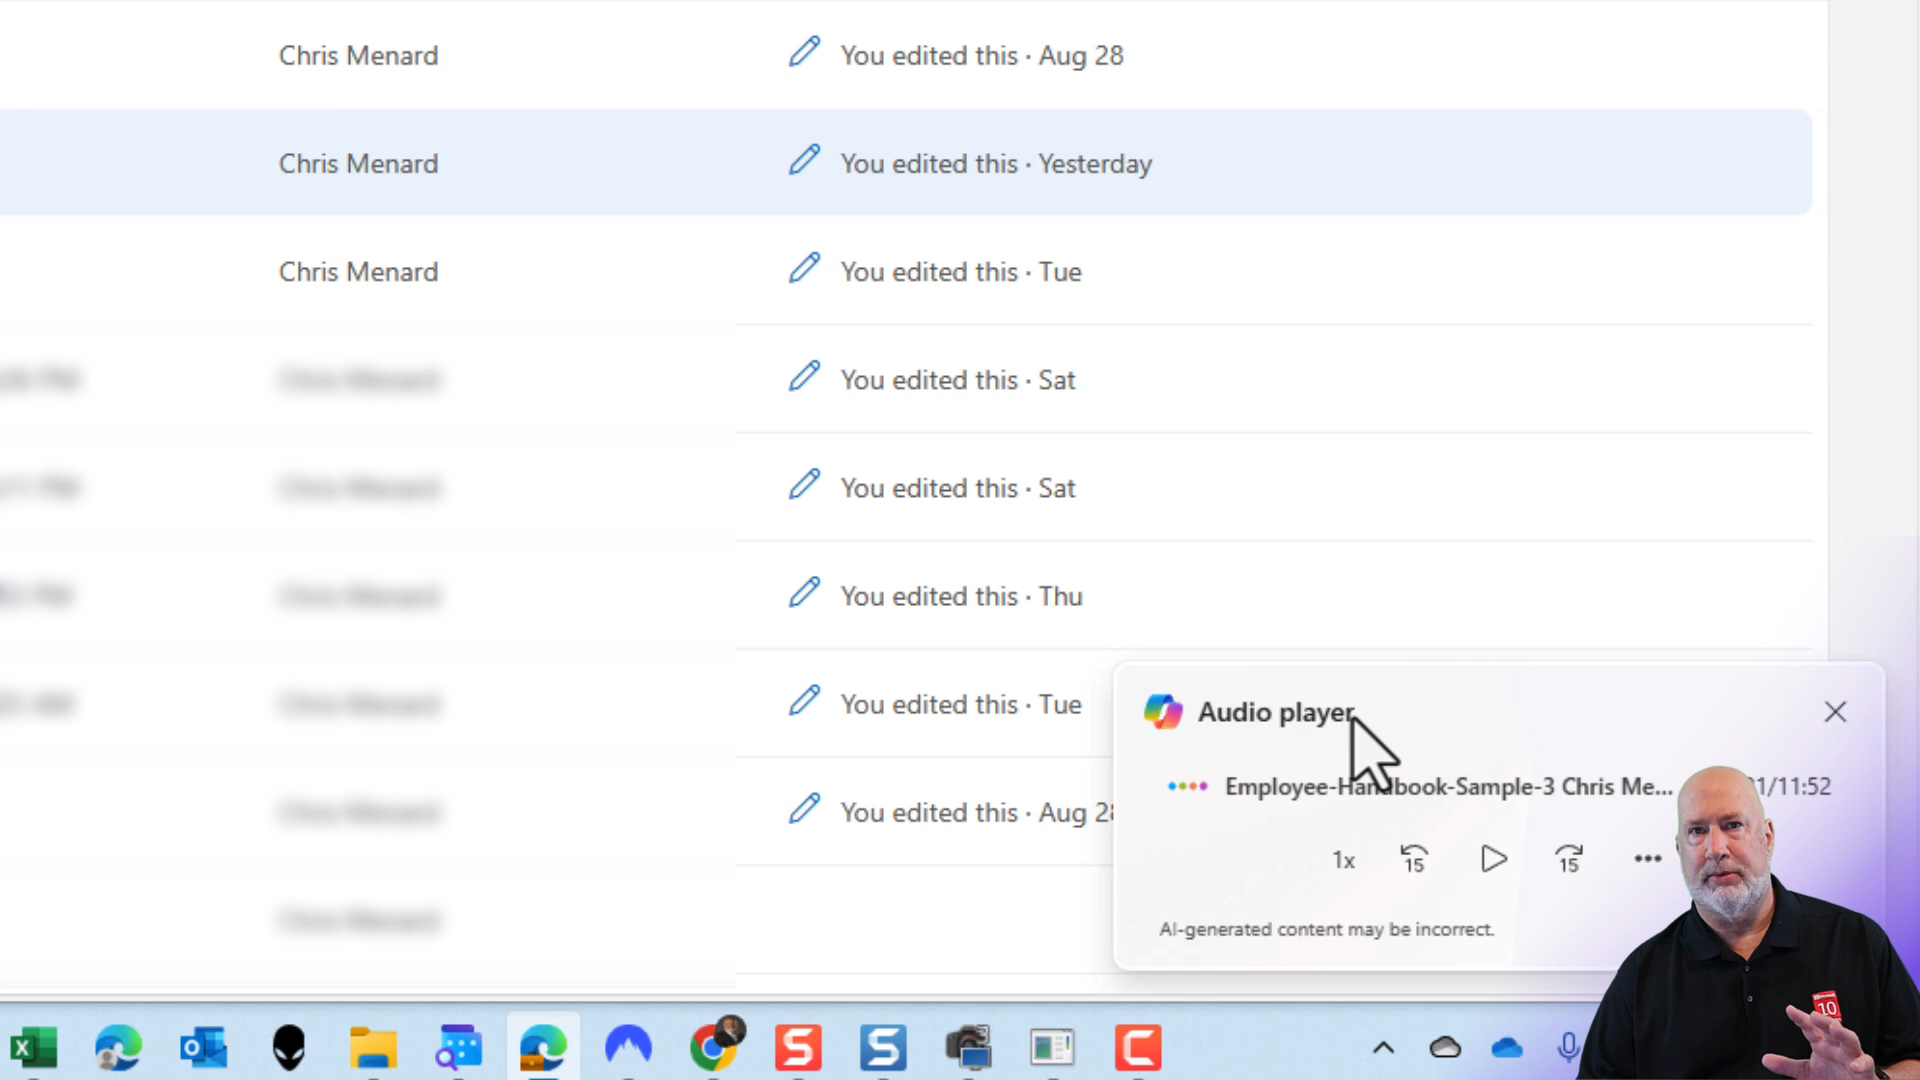 Chris Menard
You edited this · Aug 28
Chris Menard
You edited this · Yesterday
Chris Menard
You edited this · Tue
You edited this · Sat
You edited this · Sat
You edited this · Thu
You edited this · Tue
You edited this · Aug
Audio player
Employee-Handbook-Sample-3 Chris Me...
1/11:52
1x
15
15
AI-generated content may be incorrect.
10